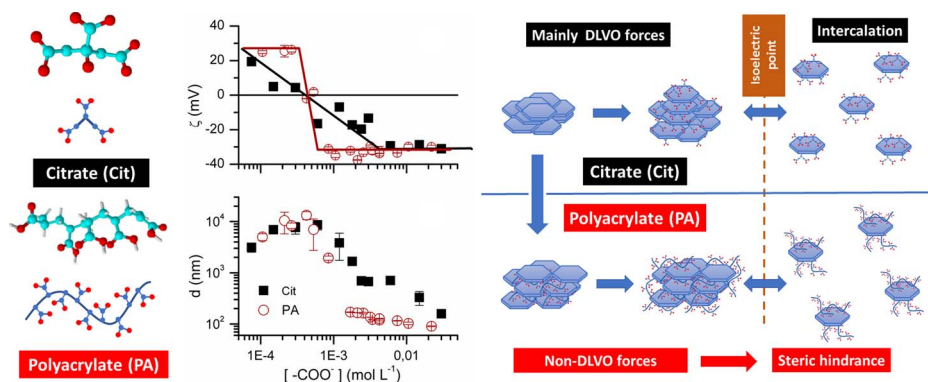 Citrate (Cit)
Polyacrylate (PA)
40
20
0
-20
-40
ζ (mV)
10⁴
10³
10²
d (nm)
Cit
PA
1E-4 1E-3 0,01
[ -COO⁻] (mol L⁻¹)
Mainly DLVO forces
Isoelectric
point
Intercalation
Citrate (Cit)
Polyacrylate (PA)
Non-DLVO forces
Steric hindrance